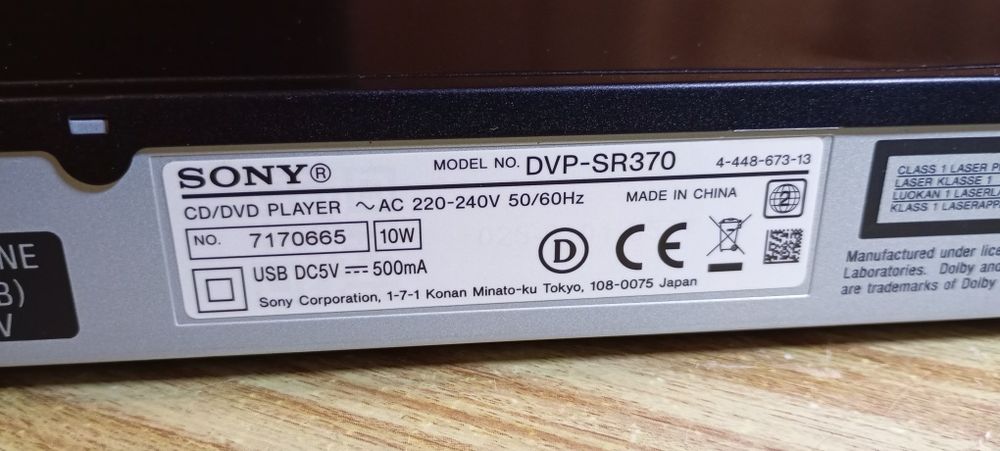 SONY®
MODEL NO. DVP-SR370
4-448-673-13
CD/DVD PLAYER ～AC 220-240V 50/60Hz
MADE IN CHINA
2
NO. 7170665
10W
D
CE
USB DC5V ⎓ 500mA
Sony Corporation, 1-7-1 Konan Minato-ku Tokyo, 108-0075 Japan
NE
B)
V
CLASS 1 LASER
LASER KLASSE 1
LUOKAN 1
KLASS 1
Manufactured under
Laboratories. Dolby and
are trademarks of Dolby